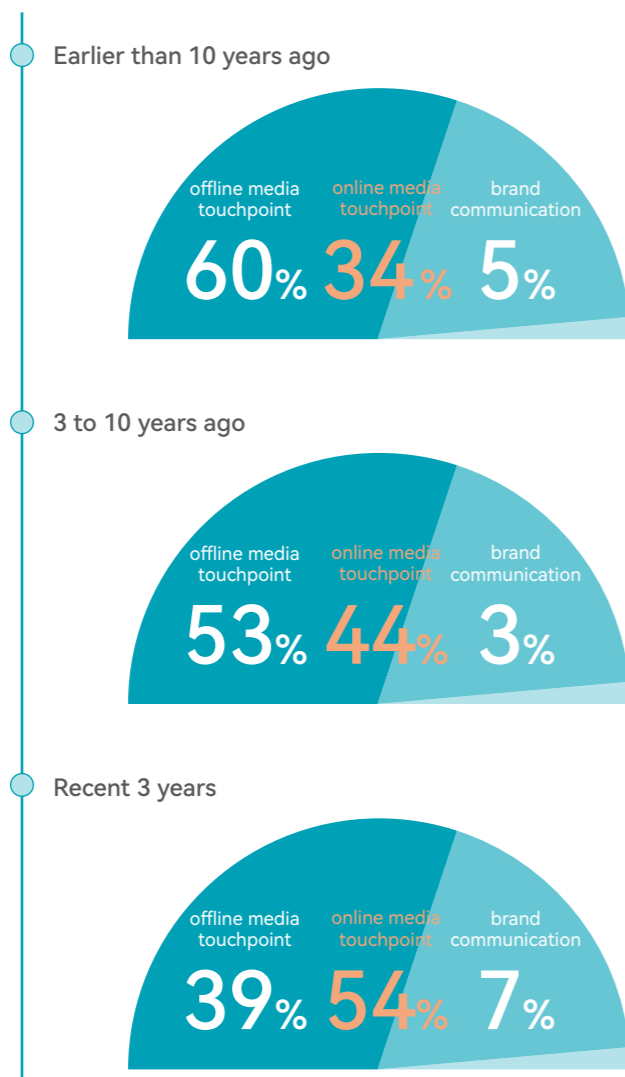 Earlier than 10 years ago
offline media
touchpoint
online media
touchpoint
brand
communication
60% 34% 5%
3 to 10 years ago
offline media
touchpoint
online media
touchpoint
brand
communication
53% 44% 3%
Recent 3 years
offline media
touchpoint
online media
touchpoint
brand
communication
39% 54% 7%